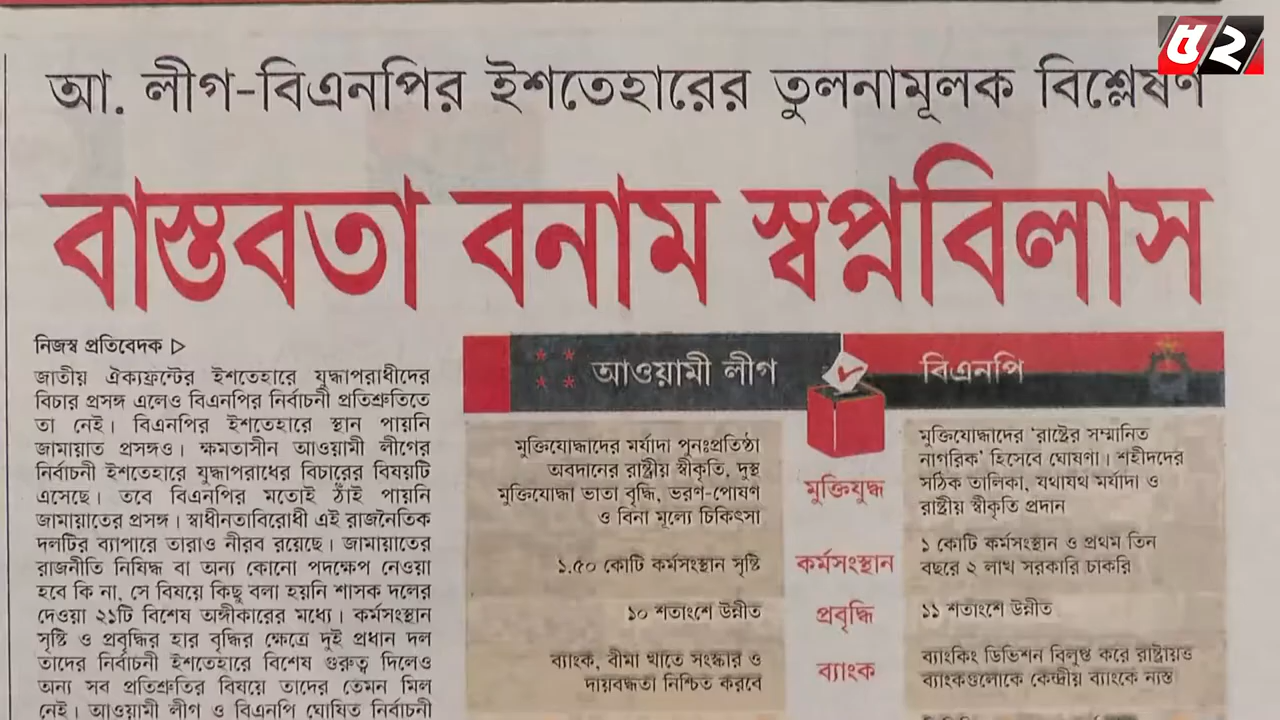 ৫২
আ. লীগ-বিএনপির ইশতেহারের তুলনামূলক বিশ্লেষণ
বাস্তবতা বনাম স্বপ্নবিলাস
নিজস্ব প্রতিবেদক ▷
জাতীয় ঐক্যফ্রন্টের ইশতেহারে যুদ্ধাপরাধীদের
বিচার প্রসঙ্গ এলেও বিএনপির নির্বাচনী প্রতিশ্রুতিতে
তা নেই। বিএনপির ইশতেহারে স্থান পায়নি
জামায়াত প্রসঙ্গও। ক্ষমতাসীন আওয়ামী লীগের
নির্বাচনী ইশতেহারে যুদ্ধাপরাধের বিচারের বিষয়টি
এসেছে। তবে বিএনপির মতোই ঠাঁই পায়নি
জামায়াতের প্রসঙ্গ। স্বাধীনতাবিরোধী এই রাজনৈতিক
দলটির ব্যাপারে তারাও নীরব রয়েছে। জামায়াতের
রাজনীতি নিষিদ্ধ বা অন্য কোনো পদক্ষেপ নেওয়া
হবে কি না, সে বিষয়ে কিছু বলা হয়নি শাসক দলের
দেওয়া ২১টি বিশেষ অঙ্গীকারের মধ্যে। কর্মসংস্থান
সৃষ্টি ও প্রবৃদ্ধির হার বৃদ্ধির ক্ষেত্রে দুই প্রধান দল
তাদের নির্বাচনী ইশতেহারে বিশেষ গুরুত্ব দিলেও
অন্য সব প্রতিশ্রুতির বিষয়ে তাদের তেমন মিল
নেই। আওয়ামী লীগ ও বিএনপি ঘোষিত নির্বাচনী
আওয়ামী লীগ
বিএনপি
মুক্তিযোদ্ধাদের মর্যাদা পুনঃপ্রতিষ্ঠা
অবদানের রাষ্ট্রীয় স্বীকৃতি, দুস্থ
মুক্তিযোদ্ধা ভাতা বৃদ্ধি, ভরণ-পোষণ
ও বিনা মূল্যে চিকিৎসা
মুক্তিযুদ্ধ
মুক্তিযোদ্ধাদের ‘রাষ্ট্রের সম্মানিত
নাগরিক’ হিসেবে ঘোষণা। শহীদদের
সঠিক তালিকা, যথাযথ মর্যাদা ও
রাষ্ট্রীয় স্বীকৃতি প্রদান
১.৫০ কোটি কর্মসংস্থান সৃষ্টি
কর্মসংস্থান
১ কোটি কর্মসংস্থান ও প্রথম তিন
বছরে ২ লাখ সরকারি চাকরি
১০ শতাংশে উন্নীত
প্রবৃদ্ধি
১১ শতাংশে উন্নীত
ব্যাংক, বীমা খাতে সংস্কার ও
দায়বদ্ধতা নিশ্চিত করবে
ব্যাংক
ব্যাংকিং ডিভিশন বিলুপ্ত করে রাষ্ট্রায়ত্ত
ব্যাংকগুলোকে কেন্দ্রীয় ব্যাংকে ন্যস্ত